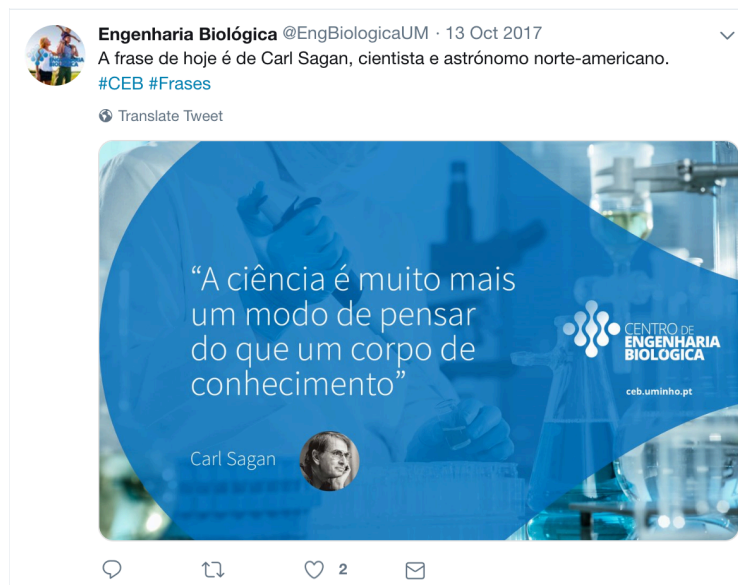 Engenharia Biológica @EngBiologicaUM · 13 Oct 2017
A frase de hoje é de Carl Sagan, cientista e astrónomo norte-americano.
#CEB #Frases
Translate Tweet
“A ciência é muito mais
um modo de pensar
do que um corpo de
conhecimento”
CENTRO DE
ENGENHARIA
BIOLÓGICA
ceb.uminho.pt
Carl Sagan
2